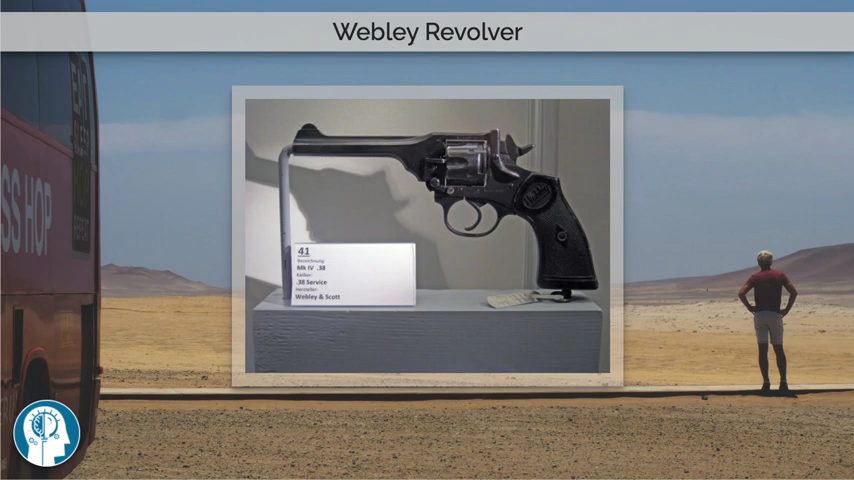 Webley Revolver
SS HOP
41
Bezeichnung:
Mk IV .38
Kaliber:
.38 Service
Hersteller:
Webley & Scott